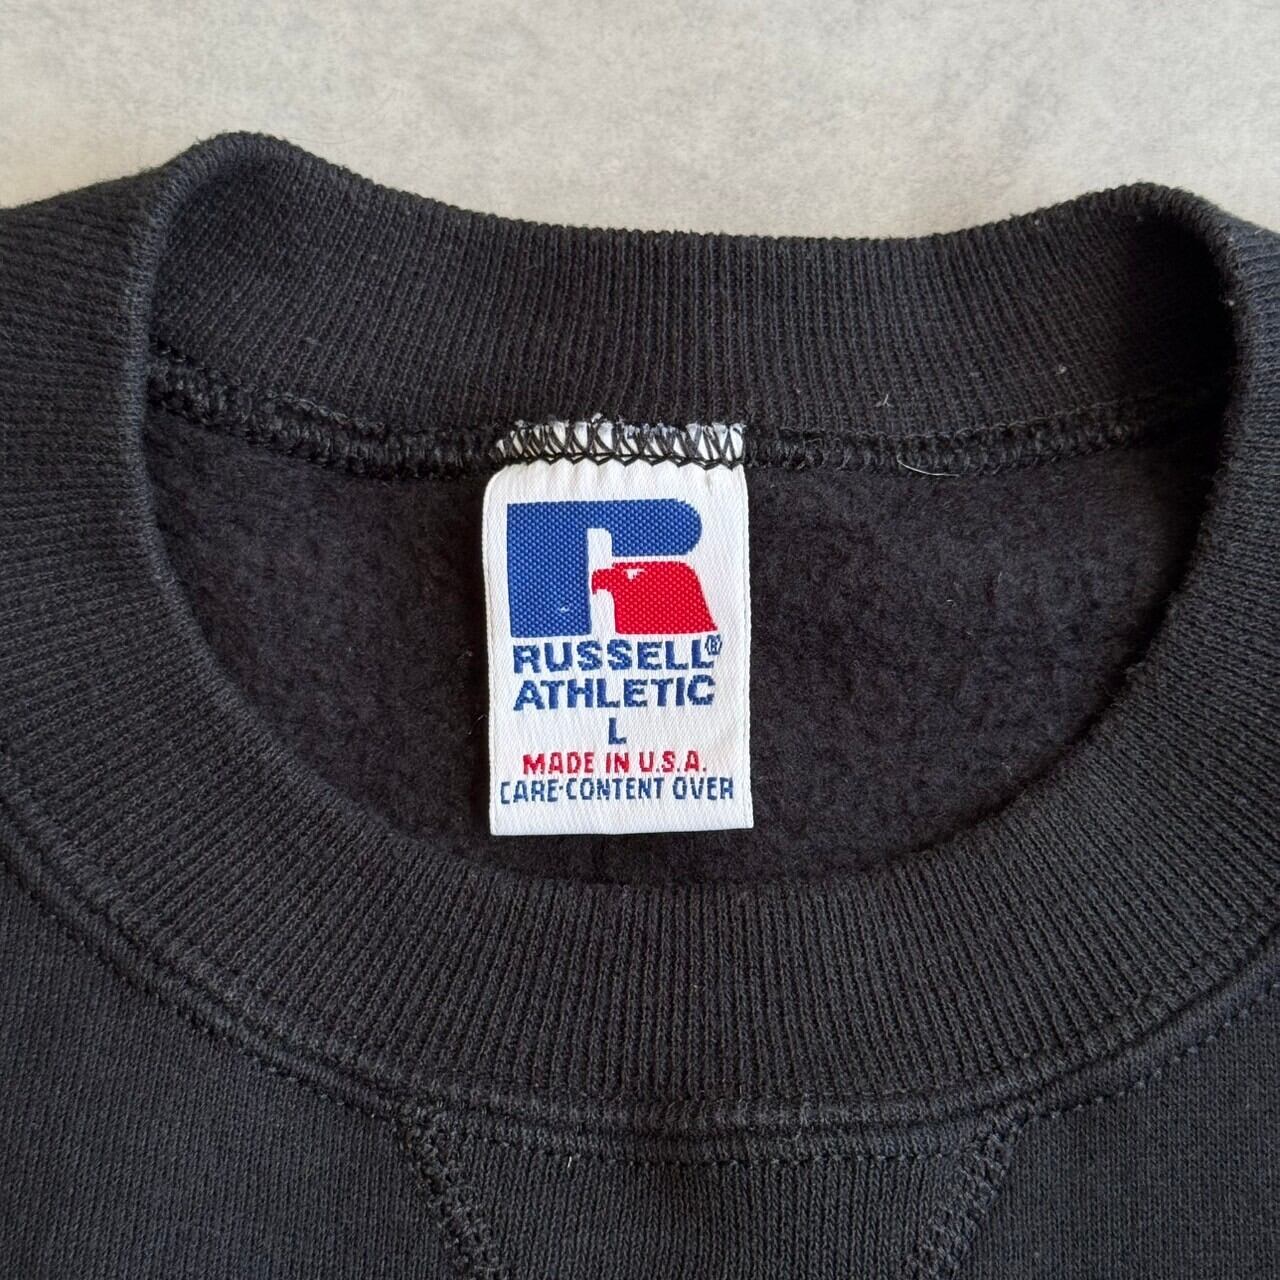 RUSSELL®
ATHLETIC
L
MADE IN U.S.A.
CARE·CONTENT OVER